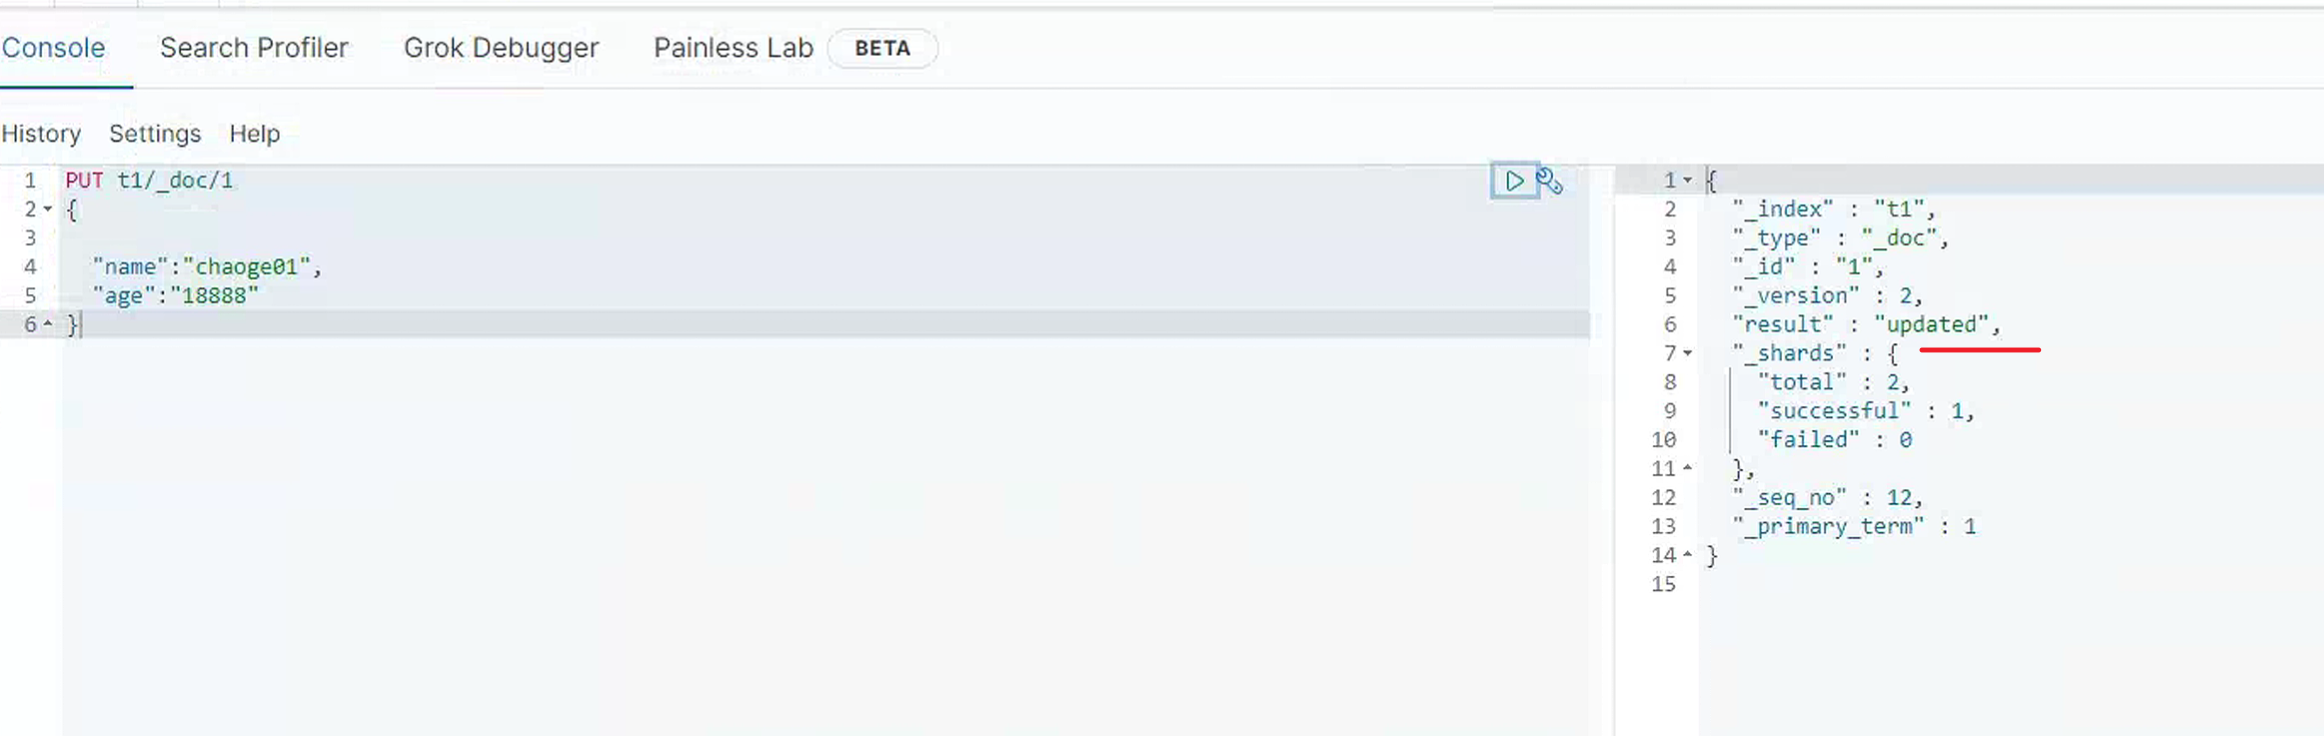 Console Search Profiler Grok Debugger Painless Lab BETA
History Settings Help
1 PUT t1/_doc/1
2 {
3
4 "name":"chaoge01",
5 "age":"18888"
6 }
1 {
2 "_index" : "t1",
3 "_type" : "_doc",
4 "_id" : "1",
5 "_version" : 2,
6 "result" : "updated",
7 "_shards" : {
8 "total" : 2,
9 "successful" : 1,
10 "failed" : 0
11 },
12 "_seq_no" : 12,
13 "_primary_term" : 1
14 }
15